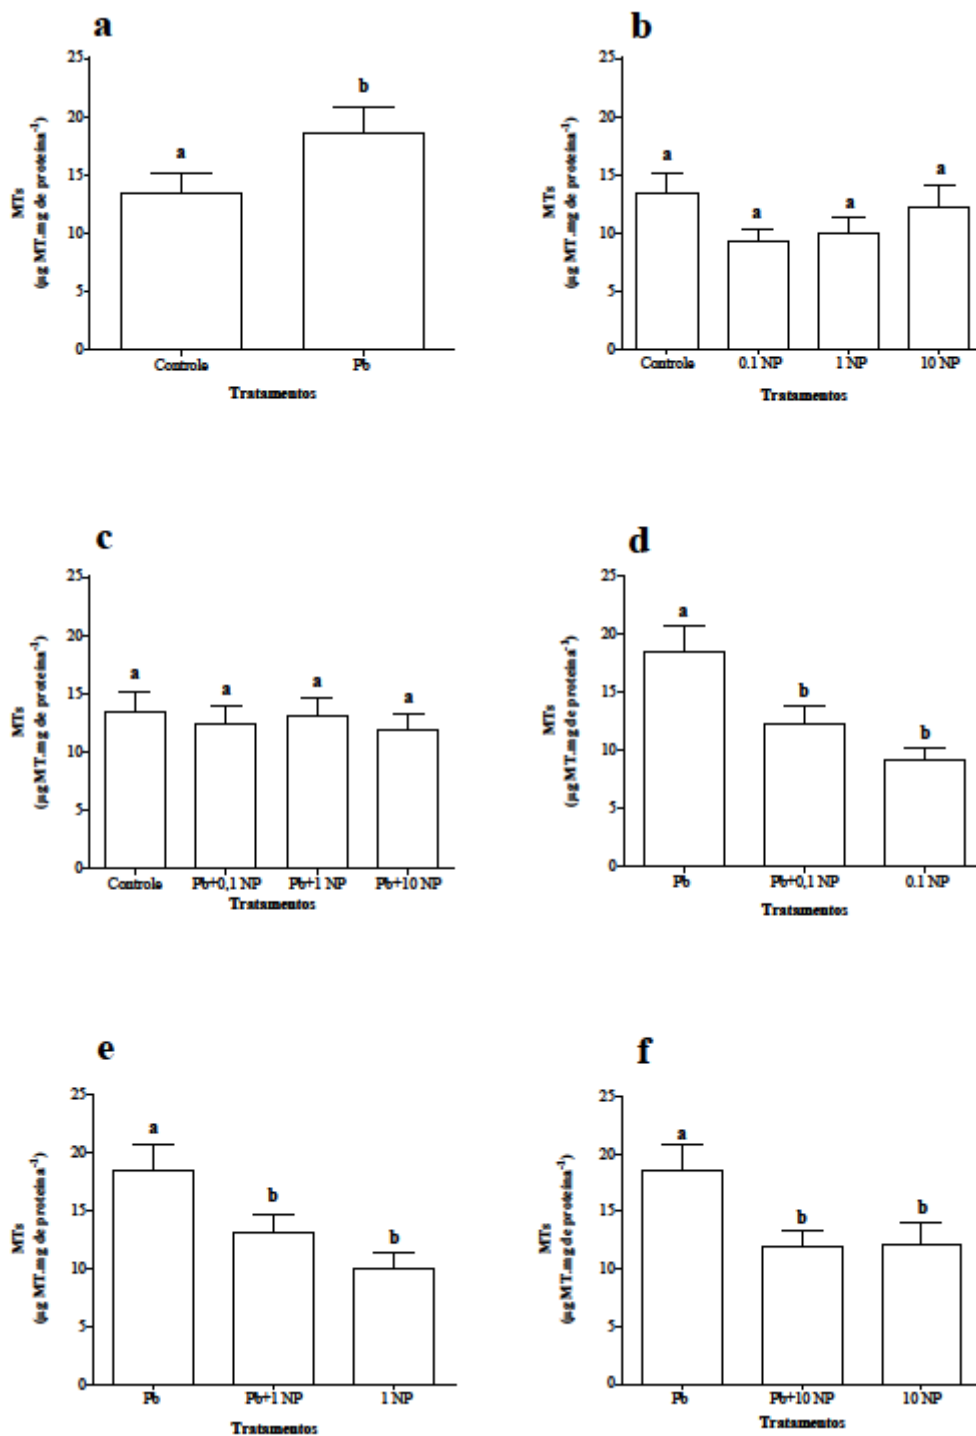 a
MTs
(µg MT.mg de proteína⁻¹)
25
20
15
10
5
0
a
b
Controle
Pb
Tratamentos
b
MTs
(µg MT.mg de proteína⁻¹)
25
20
15
10
5
0
a
a
a
a
Controle
0.1 NP
1 NP
10 NP
Tratamentos
c
MTs
(µg MT.mg de proteína⁻¹)
25
20
15
10
5
0
a
a
a
a
Controle
Pb+0,1 NP
Pb+1 NP
Pb+10 NP
Tratamentos
d
MTs
(µg MT.mg de proteína⁻¹)
25
20
15
10
5
0
a
b
b
Pb
Pb+0,1 NP
0.1 NP
Tratamentos
e
MTs
(µg MT.mg de proteína⁻¹)
25
20
15
10
5
0
a
b
b
Pb
Pb+1 NP
1 NP
Tratamentos
f
MTs
(µg MT.mg de proteína⁻¹)
25
20
15
10
5
0
a
b
b
Pb
Pb+10 NP
10 NP
Tratamentos